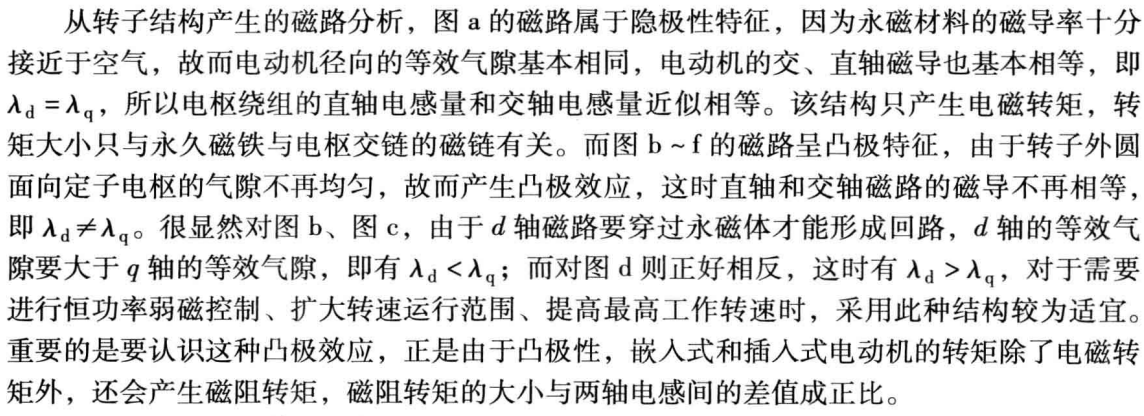 从转子结构产生的磁路分析，图 a 的磁路属于隐极性特征，因为永磁材料的磁导率十分
接近于空气，故而电动机径向的等效气隙基本相同，电动机的交、直轴磁导也基本相等，即
λd = λq，所以电枢绕组的直轴电感量和交轴电感量近似相等。该结构只产生电磁转矩，转
矩大小只与永久磁铁与电枢交链的磁链有关。而图 b ~ f 的磁路呈凸极特征，由于转子外圆
面向定子电枢的气隙不再均匀，故而产生凸极效应，这时直轴和交轴磁路的磁导不再相等，
即 λd ≠ λq。很显然对图 b、图 c，由于 d 轴磁路要穿过永磁体才能形成回路，d 轴的等效气
隙要大于 q 轴的等效气隙，即有 λd < λq；而对图 d 则正好相反，这时有 λd > λq，对于需要
进行恒功率弱磁控制、扩大转速运行范围、提高最高工作转速时，采用此种结构较为适宜。
重要的是要认识这种凸极效应，正是由于凸极性，嵌入式和插入式电动机的转矩除了电磁转
矩外，还会产生磁阻转矩，磁阻转矩的大小与两轴电感间的差值成正比。